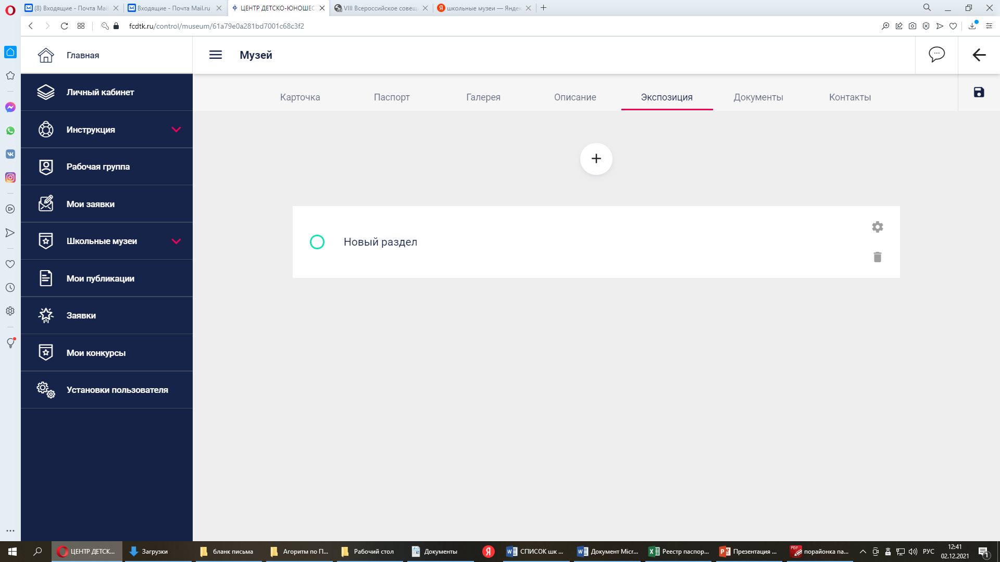 (8) Входящие - Почта Mail
Входящие - Почта Mail.ru
ЦЕНТР ДЕТСКО-ЮНОШЕС
VIII Всероссийское совещ
школьные музеи — Яндек
fcdtk.ru/control/museum/61a79e0a281bd7001c68c3f2
Главная
Музей
Личный кабинет
Карточка
Паспорт
Галерея
Описание
Экспозиция
Документы
Контакты
Инструкция
Рабочая группа
Мои заявки
Школьные музеи
Новый раздел
Мои публикации
Заявки
Мои конкурсы
Установки пользователя
ЦЕНТР ДЕТСК...
Загрузки
бланк письма
Агоритм по П...
Рабочий стол
Документы
СПИСОК шк ...
Документ Micr...
Реестр паспор...
Презентация ...
порайонка па...
РУС
12:41
02.12.2021
1